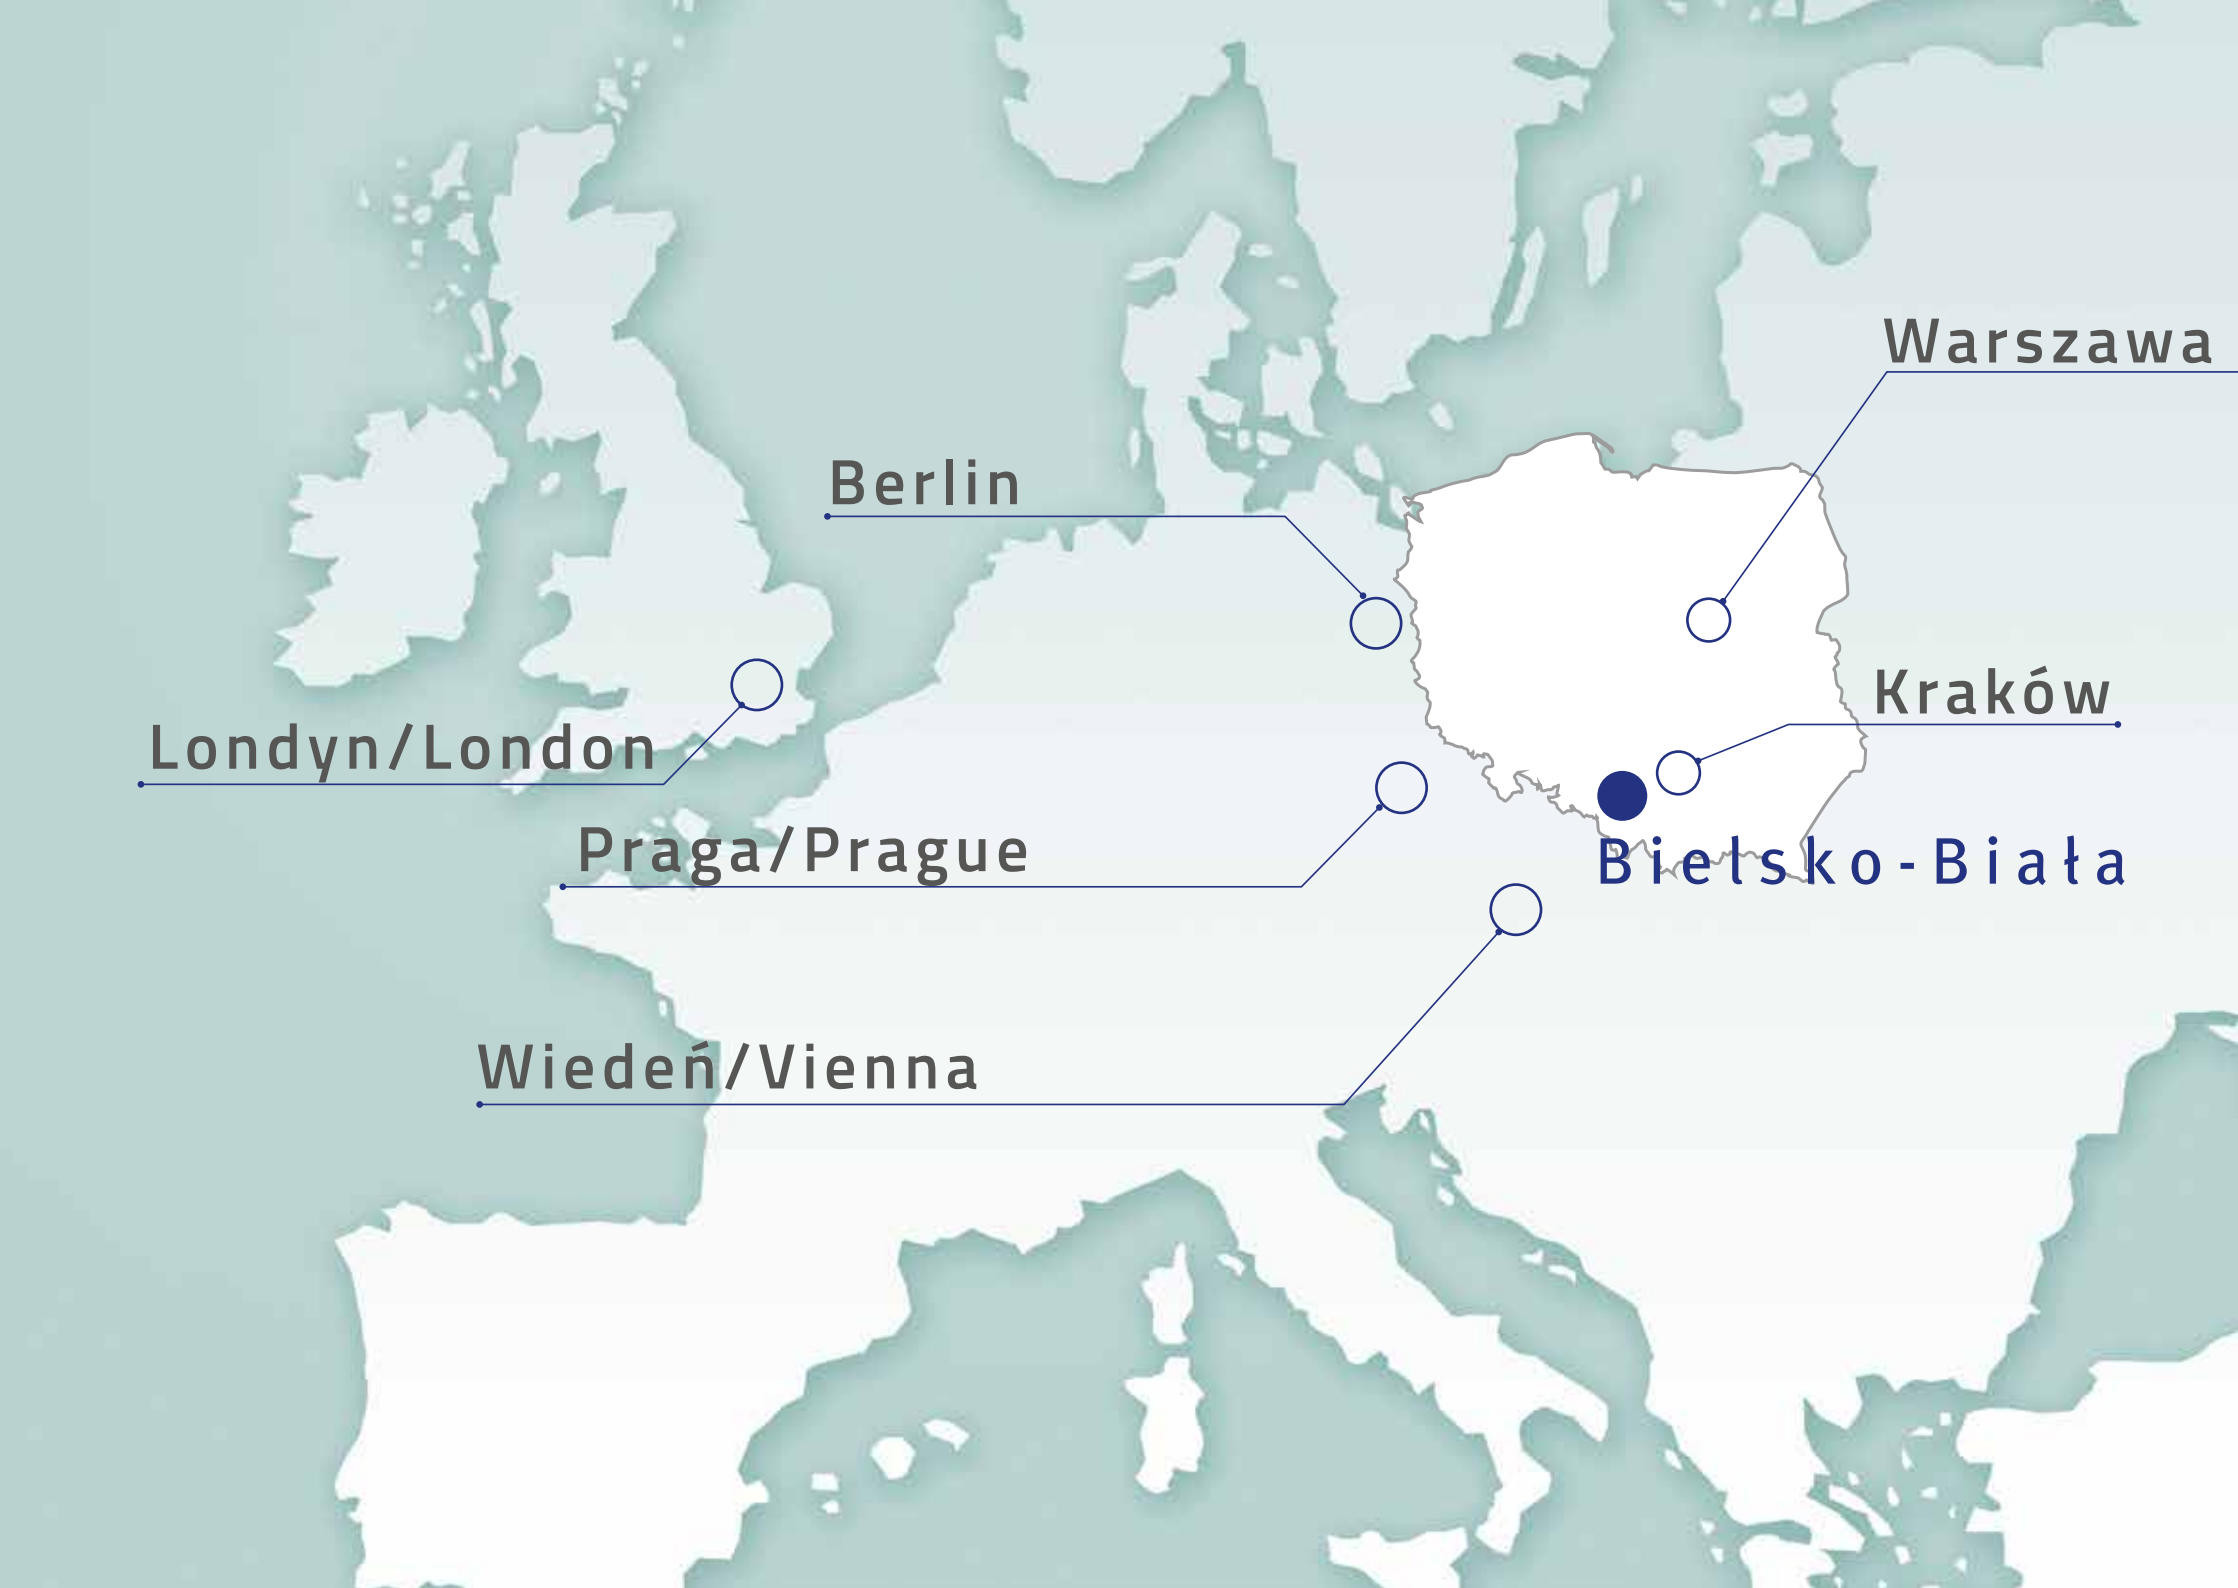 Warszawa
Berlin
Kraków
Londyn/London
Praga/Prague
Bielsko-Biała
Wiedeń/Vienna